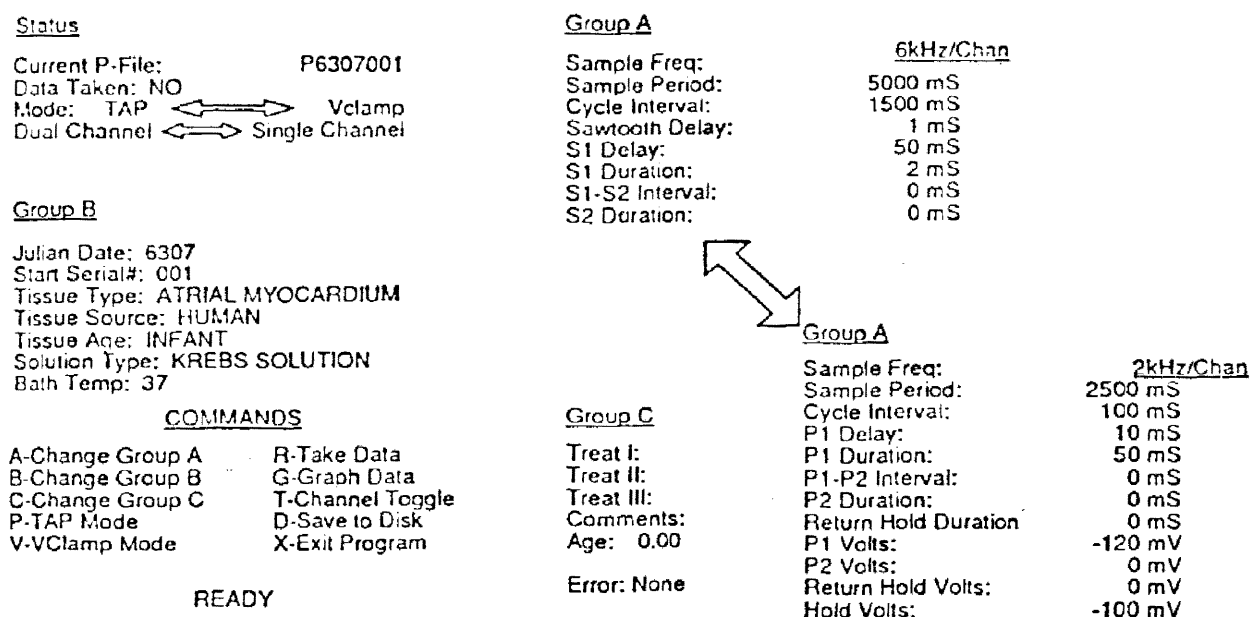 Status
Current P-File: P6307001
Data Taken: NO
Mode: TAP Vclamp
Dual Channel Single Channel
Group B
Julian Date: 6307
Start Serial#: 001
Tissue Type: ATRIAL MYOCARDIUM
Tissue Source: HUMAN
Tissue Age: INFANT
Solution Type: KREBS SOLUTION
Bath Temp: 37
COMMANDS
A-Change Group A R-Take Data
B-Change Group B G-Graph Data
C-Change Group C T-Channel Toggle
P-TAP Mode D-Save to Disk
V-VClamp Mode X-Exit Program
READY
Group A
Sample Freq: 6kHz/Chan
Sample Period: 5000 mS
Cycle Interval: 1500 mS
Sawtooth Delay: 1 mS
S1 Delay: 50 mS
S1 Duration: 2 mS
S1-S2 Interval: 0 mS
S2 Duration: 0 mS
Group C
Treat I:
Treat II:
Treat III:
Comments:
Age: 0.00
Error: None
Group A
Sample Freq: 2kHz/Chan
Sample Period: 2500 mS
Cycle Interval: 100 mS
P1 Delay: 10 mS
P1 Duration: 50 mS
P1-P2 Interval: 0 mS
P2 Duration: 0 mS
Return Hold Duration 0 mS
P1 Volts: -120 mV
P2 Volts: 0 mV
Return Hold Volts: 0 mV
Hold Volts: -100 mV